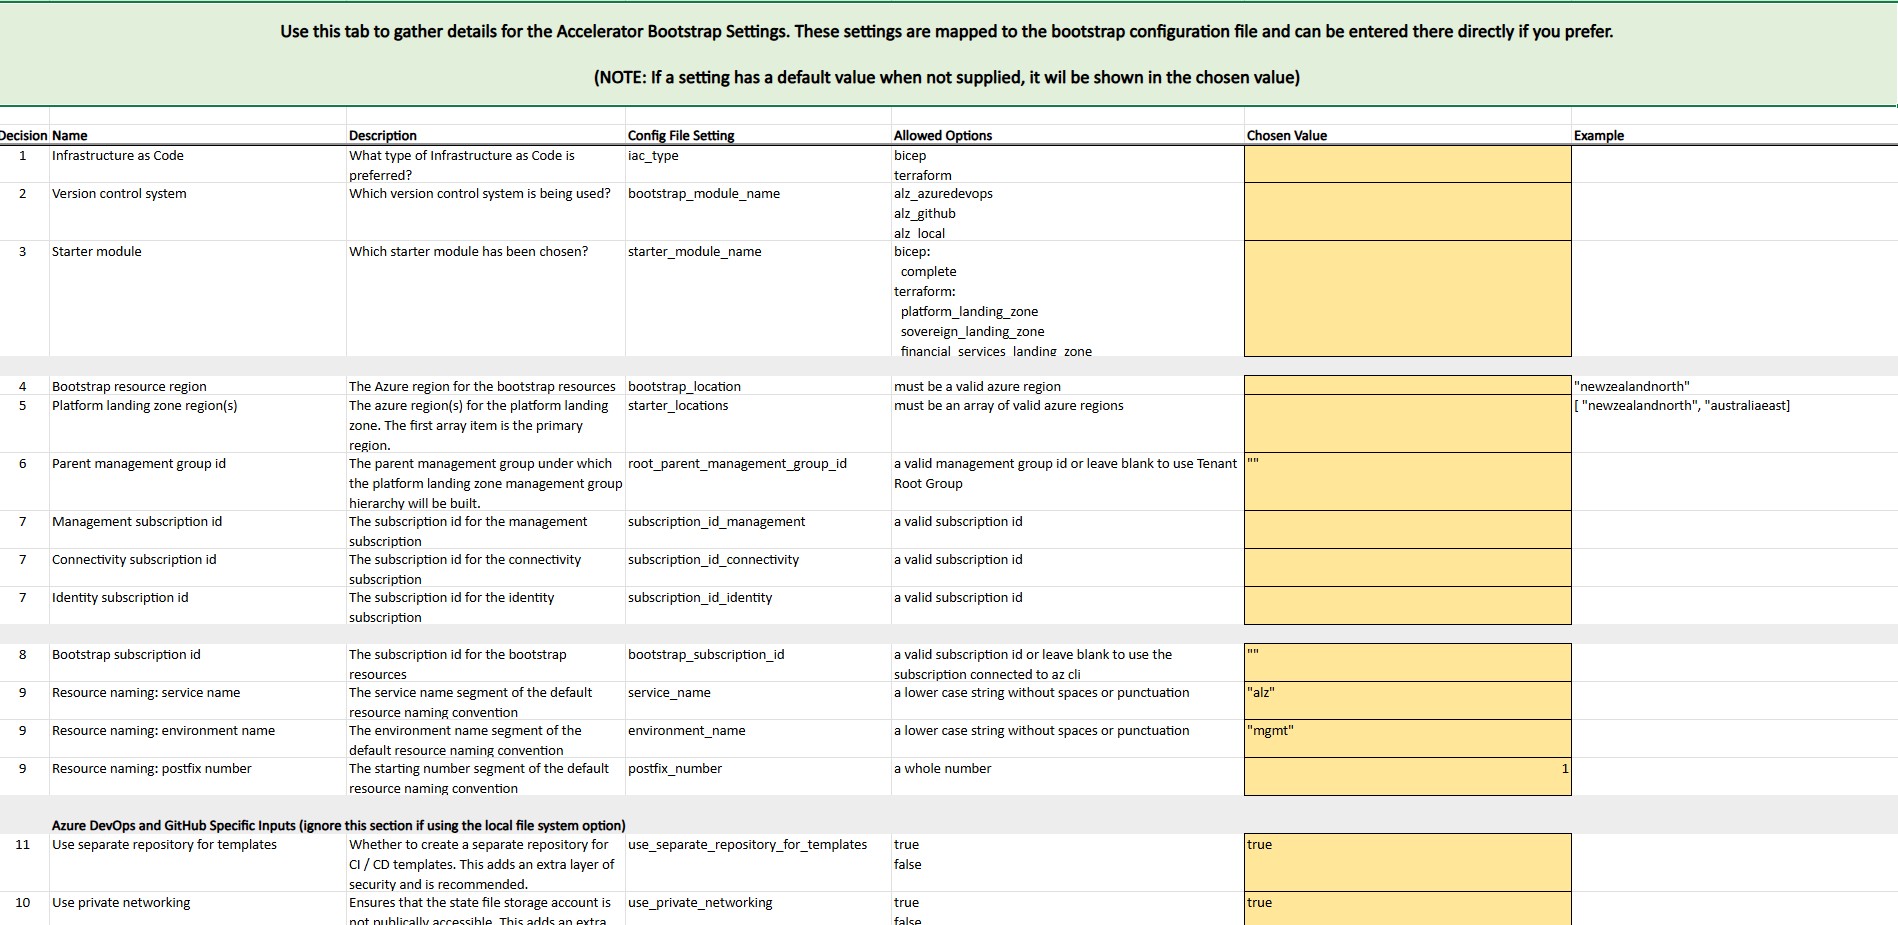 Use this tab to gather details for the Accelerator Bootstrap Settings. These settings are mapped to the bootstrap configuration file and can be entered there directly if you prefer.
(NOTE: If a setting has a default value when not supplied, it wil be shown in the chosen value)
Decision Name Description Config File Setting Allowed Options Chosen Value Example
1 Infrastructure as Code What type of Infrastructure as Code is iac_type bicep
preferred? terraform
2 Version control system Which version control system is being used? bootstrap_module_name alz_azuredevops
alz_github
alz_local
3 Starter module Which starter module has been chosen? starter_module_name bicep:
complete
terraform:
platform_landing_zone
sovereign_landing_zone
financial_services_landing_zone
4 Bootstrap resource region The Azure region for the bootstrap resources bootstrap_location must be a valid azure region "newzealandnorth"
5 Platform landing zone region(s) The azure region(s) for the platform landing starter_locations must be an array of valid azure regions [ "newzealandnorth", "australiaeast]
zone. The first array item is the primary
region.
6 Parent management group id The parent management group under which root_parent_management_group_id a valid management group id or leave blank to use Tenant ""
the platform landing zone management group Root Group
hierarchy will be built.
7 Management subscription id The subscription id for the management subscription_id_management a valid subscription id
subscription
7 Connectivity subscription id The subscription id for the connectivity subscription_id_connectivity a valid subscription id
subscription
7 Identity subscription id The subscription id for the identity subscription_id_identity a valid subscription id
subscription
8 Bootstrap subscription id The subscription id for the bootstrap bootstrap_subscription_id a valid subscription id or leave blank to use the ""
resources subscription connected to az cli
9 Resource naming: service name The service name segment of the default service_name a lower case string without spaces or punctuation "alz"
resource naming convention
9 Resource naming: environment name The environment name segment of the environment_name a lower case string without spaces or punctuation "mgmt"
default resource naming convention
9 Resource naming: postfix number The starting number segment of the default postfix_number a whole number 1
resource naming convention
Azure DevOps and GitHub Specific Inputs (ignore this section if using the local file system option)
11 Use separate repository for templates Whether to create a separate repository for use_separate_repository_for_templates true true
CI / CD templates. This adds an extra layer of false
security and is recommended.
10 Use private networking Ensures that the state file storage account is use_private_networking true true
not publically accessible. This adds an extra false